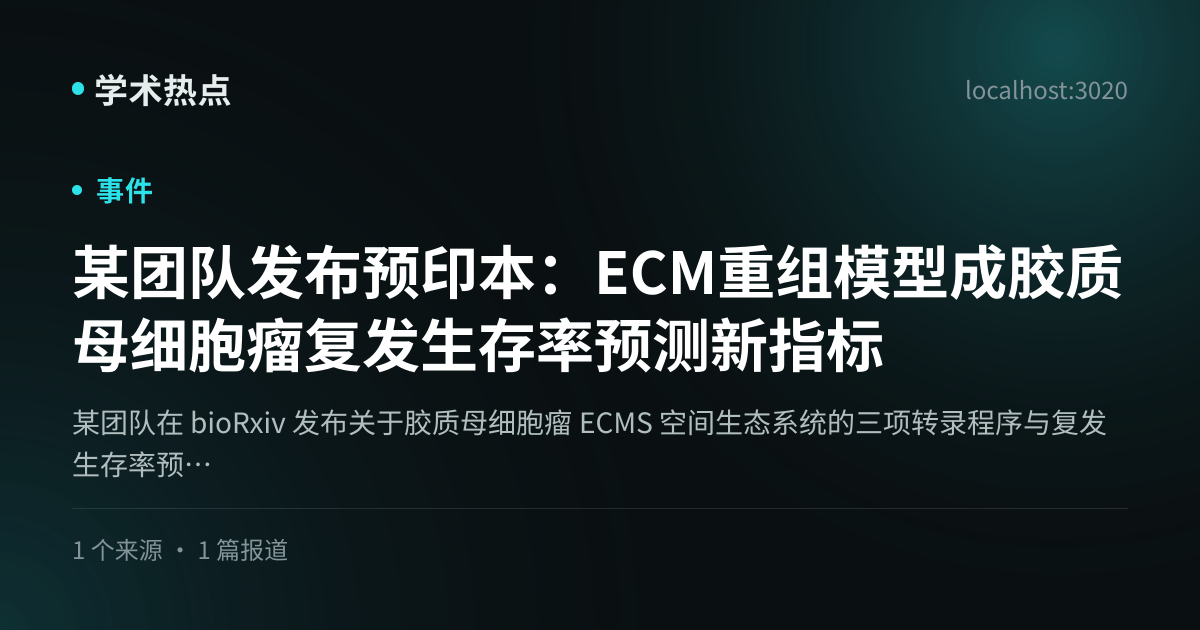 学术热点
localhost:3020
事件
某团队发布预印本：ECM重组模型成胶质
母细胞瘤复发生存率预测新指标
某团队在 bioRxiv 发布关于胶质母细胞瘤 ECMS 空间生态系统的三项转录程序与复发
生存率预…
1 个来源 · 1 篇报道